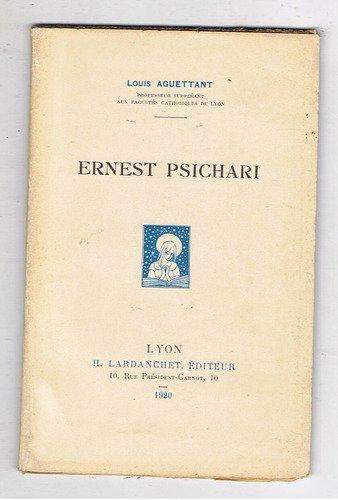 Louis Aguettant
PROFESSEUR SUPPLÉANT
AUX FACULTÉS CATHOLIQUES DE LYON
ERNEST PSICHARI
LYON
H. LARDANCHET, ÉDITEUR
10, Rue Président-Carnot, 10
1920